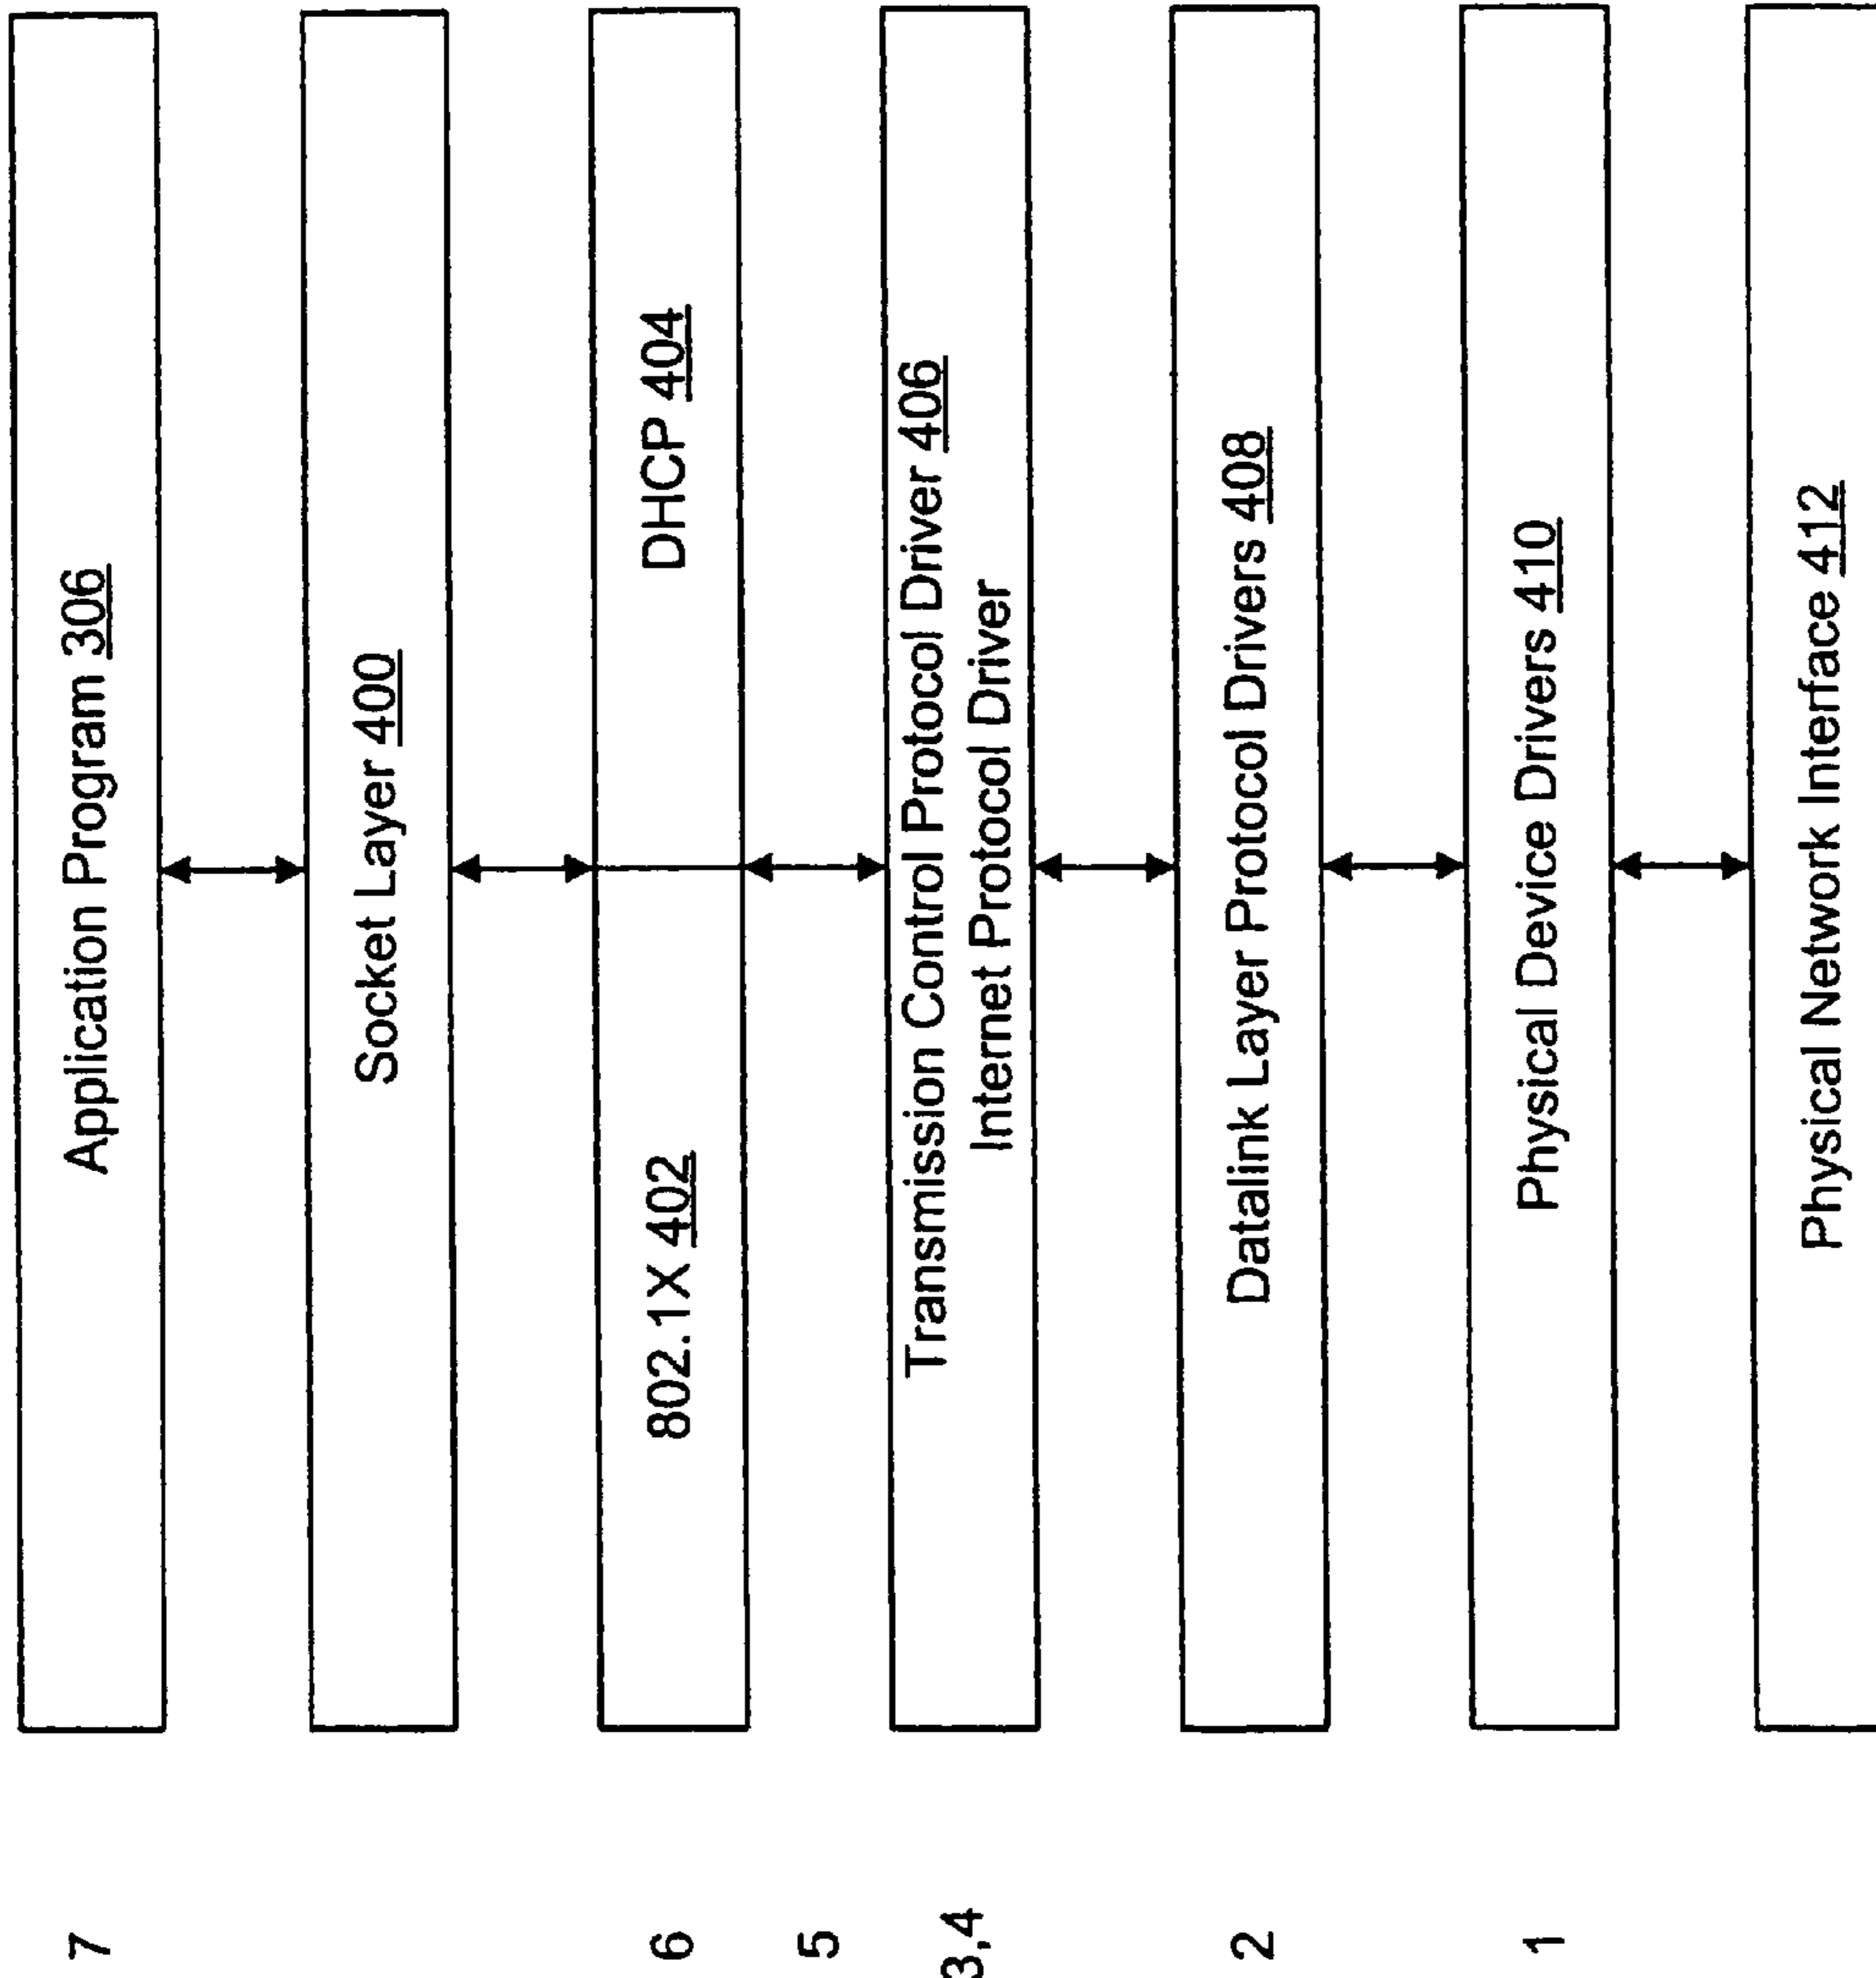 7
Application Program 306
Socket Layer 400
6
802.1X 402
DHCP 404
5
3,4
Transmission Control Protocol Driver 406
Internet Protocol Driver
2
Datalink Layer Protocol Drivers 408
1
Physical Device Drivers 410
Physical Network Interface 412